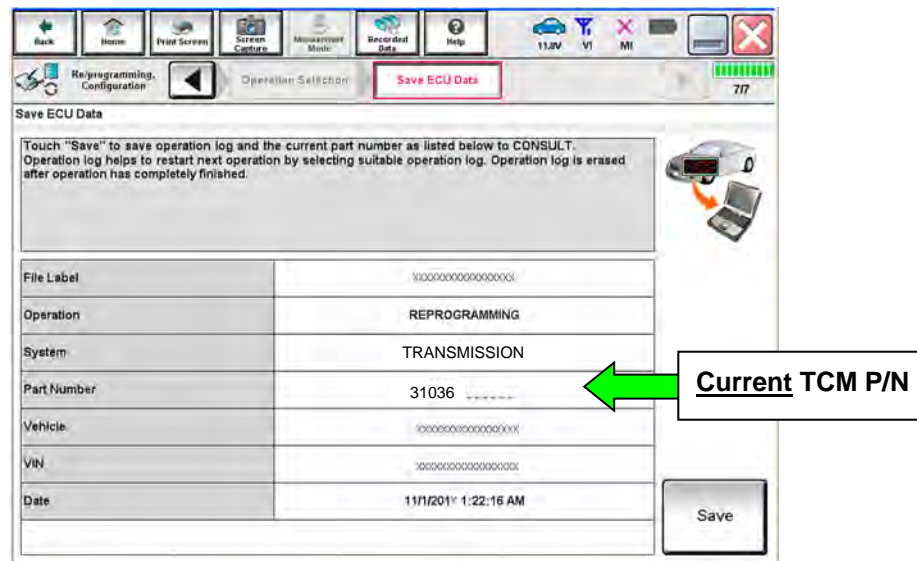 Back Home Print Screen Screen Capture Measurement Mode Recorded Data Help 11.8V VI MI
Re/programming, Configuration Operation Selection Save ECU Data 7/7
Save ECU Data
Touch "Save" to save operation log and the current part number as listed below to CONSULT.
Operation log helps to restart next operation by selecting suitable operation log. Operation log is erased
after operation has completely finished.
File Label
Operation REPROGRAMMING
System TRANSMISSION
Part Number 31036 ------
Current TCM P/N
Vehicle
VIN
Date 1:22:16 AM
Save